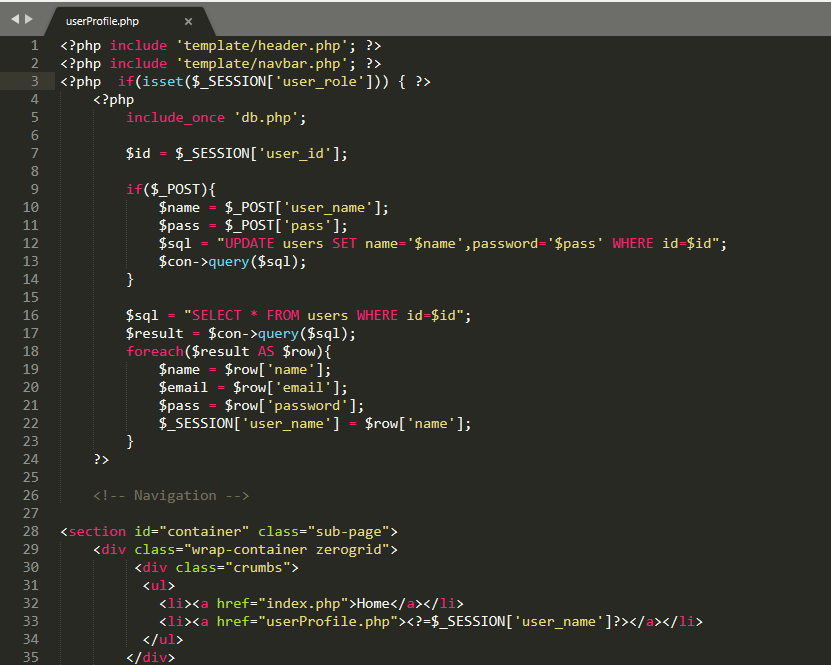 userProfile.php ×
1 <?php include 'template/header.php'; ?>
2 <?php include 'template/navbar.php'; ?>
3 <?php  if(isset($_SESSION['user_role'])) { ?>
4     <?php
5         include_once 'db.php';
6
7         $id = $_SESSION['user_id'];
8
9         if($_POST){
10             $name = $_POST['user_name'];
11             $pass = $_POST['pass'];
12             $sql = "UPDATE users SET name='$name',password='$pass' WHERE id=$id";
13             $con->query($sql);
14         }
15
16         $sql = "SELECT * FROM users WHERE id=$id";
17         $result = $con->query($sql);
18         foreach($result AS $row){
19             $name = $row['name'];
20             $email = $row['email'];
21             $pass = $row['password'];
22             $_SESSION['user_name'] = $row['name'];
23         }
24     ?>
25
26     <!-- Navigation -->
27
28 <section id="container" class="sub-page">
29     <div class="wrap-container zerogrid">
30          <div class="crumbs">
31           <ul>
32             <li><a href="index.php">Home</a></li>
33             <li><a href="userProfile.php"><?=$_SESSION['user_name']?></a></li>
34           </ul>
35         </div>